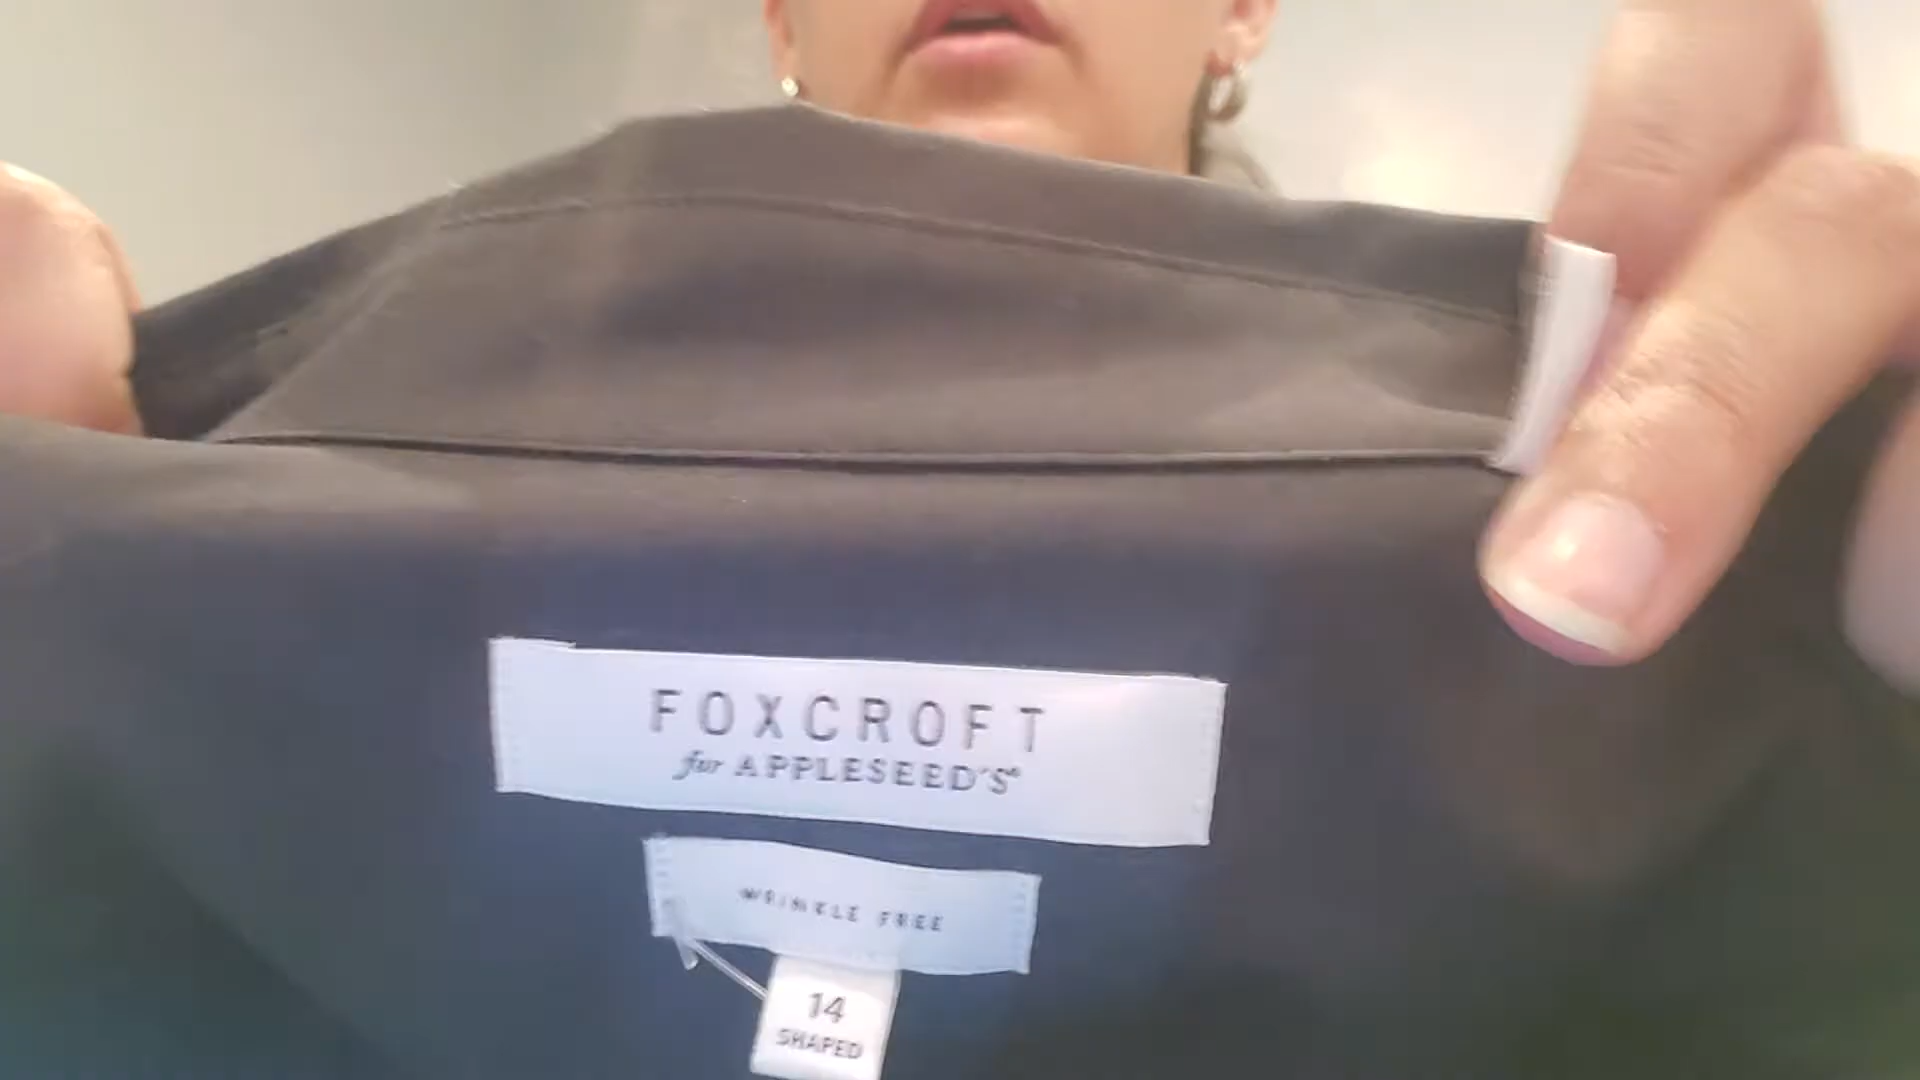 FOXCROFT
for APPLESEED'S®
WRINKLE FREE
14
SHAPED